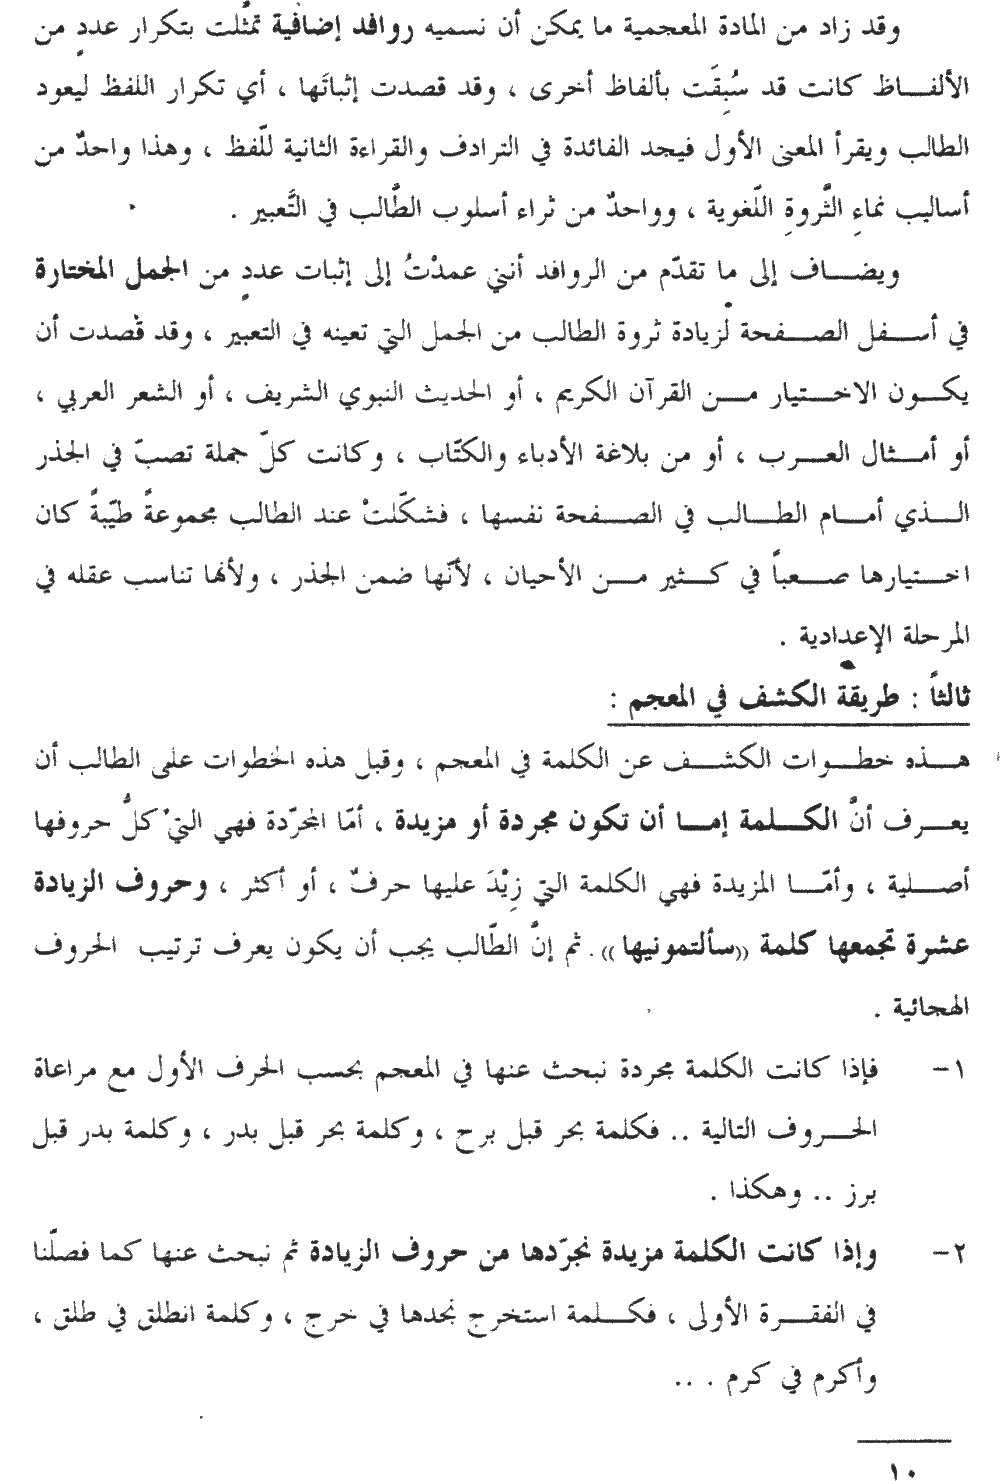 وقد زاد من المادة المعجمية ما يمكن أن نسميه روافد إضافية تمثّلت بتكرار عددٍ من
الألفاظ كانت قد سُبِقَت بألفاظ أخرى ، وقد قصدت إثباتَها ، أي تكرار اللفظ ليعود
الطالب ويقرأ المعنى الأول فيجد الفائدة في الترادف والقراءة الثانية للّفظ ، وهذا واحدٌ من
أساليب نماءِ الثَّروةِ اللّغوية ، وواحدٌ من ثراء أسلوب الطَّالب في التَّعبير .
ويضاف إلى ما تقدّم من الروافد أنني عمدْتُ إلى إثبات عددٍ من الجمل المختارة
في أسفل الصفحة لزيادة ثروة الطالب من الجمل التي تعينه في التعبير ، وقد قصدت أن
يكون الاختيار من القرآن الكريم ، أو الحديث النبوي الشريف ، أو الشعر العربي ،
أو أمثال العرب ، أو من بلاغة الأدباء والكتّاب ، وكانت كلّ جملة تصبّ في الجذر
الذي أمام الطالب في الصفحة نفسها ، فشكّلتْ عند الطالب مجموعةً طيّبةً كان
اختيارها صعباً في كثير من الأحيان ، لأنّها ضمن الجذر ، ولأنها تناسب عقله في
المرحلة الإعدادية .
ثالثاً : طريقة الكشف في المعجم :
هذه خطوات الكشف عن الكلمة في المعجم ، وقبل هذه الخطوات على الطالب أن
يعرف أنَّ الكلمة إما أن تكون مجردة أو مزيدة ، أمّا المجرّدة فهي التيْ كلُّ حروفها
أصلية ، وأمّا المزيدة فهي الكلمة التي زِيْدَ عليها حرفٌ ، أو أكثر ، وحروف الزيادة
عشرة تجمعها كلمة ((سألتمونيها)) . ثم إنَّ الطّالب يجب أن يكون يعرف ترتيب الحروف
الهجائية .
١- فإذا كانت الكلمة مجردة نبحث عنها في المعجم بحسب الحرف الأول مع مراعاة
الحروف التالية .. فكلمة بحر قبل برح ، وكلمة بحر قبل بدر ، وكلمة بدر قبل
برز .. وهكذا .
٢- وإذا كانت الكلمة مزيدة نجرّدها من حروف الزيادة ثم نبحث عنها كما فصلّنا
في الفقرة الأولى ، فكلمة استخرج نجدها في خرج ، وكلمة انطلق في طلق ،
وأكرم في كرم . ..
١٠